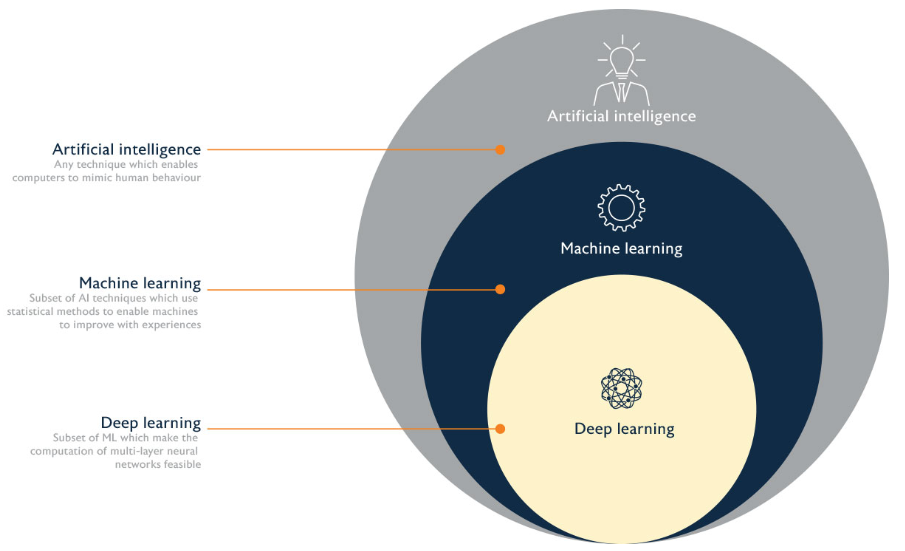 Artificial intelligence
Artificial intelligence
Any technique which enables
computers to mimic human behaviour
Machine learning
Machine learning
Subset of AI techniques which use
statistical methods to enable machines
to improve with experiences
Deep learning
Subset of ML which make the
computation of multi-layer neural
networks feasible
Deep learning